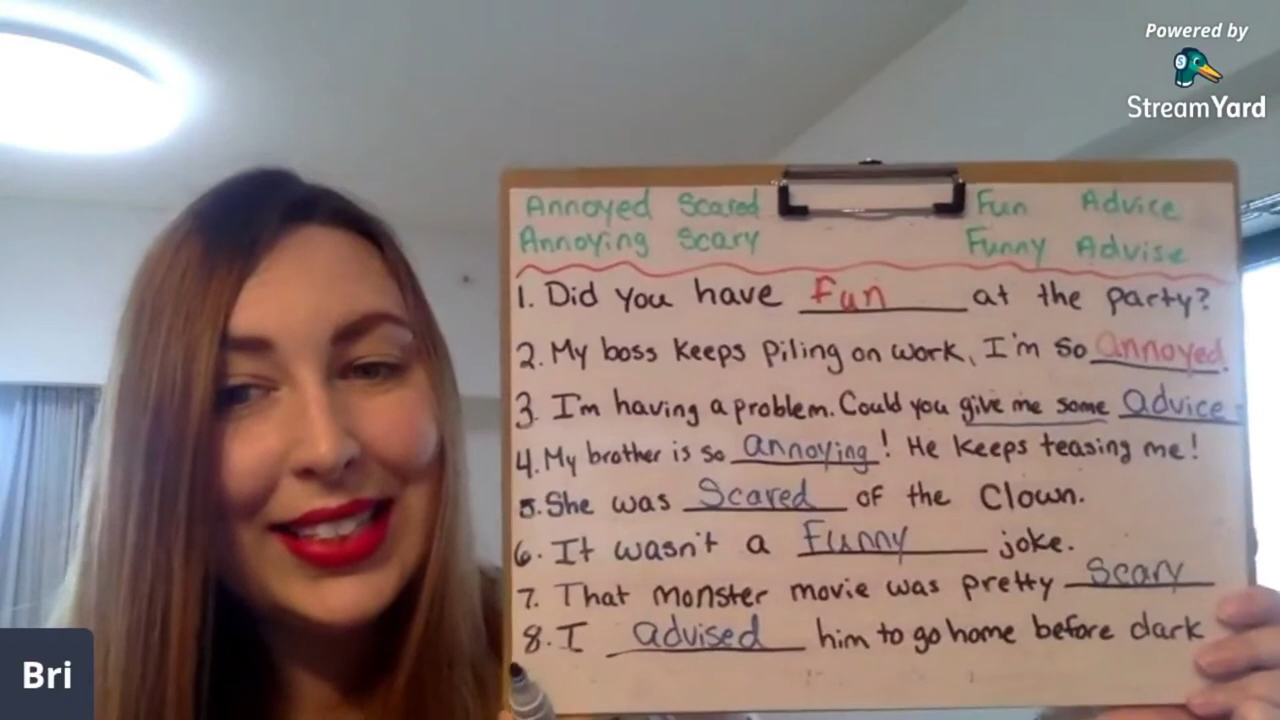 Powered by
StreamYard
Annoyed Scared Fun Advice
Annoying Scary Funny Advise
1. Did you have fun at the party?
2. My boss keeps piling on work, I'm so annoyed.
3. I'm having a problem. Could you give me some advice.
4. My brother is so annoying! He keeps teasing me!
5. She was Scared of the Clown.
6. It wasn't a Funny joke.
7. That monster movie was pretty Scary
8. I advised him to go home before dark
Bri